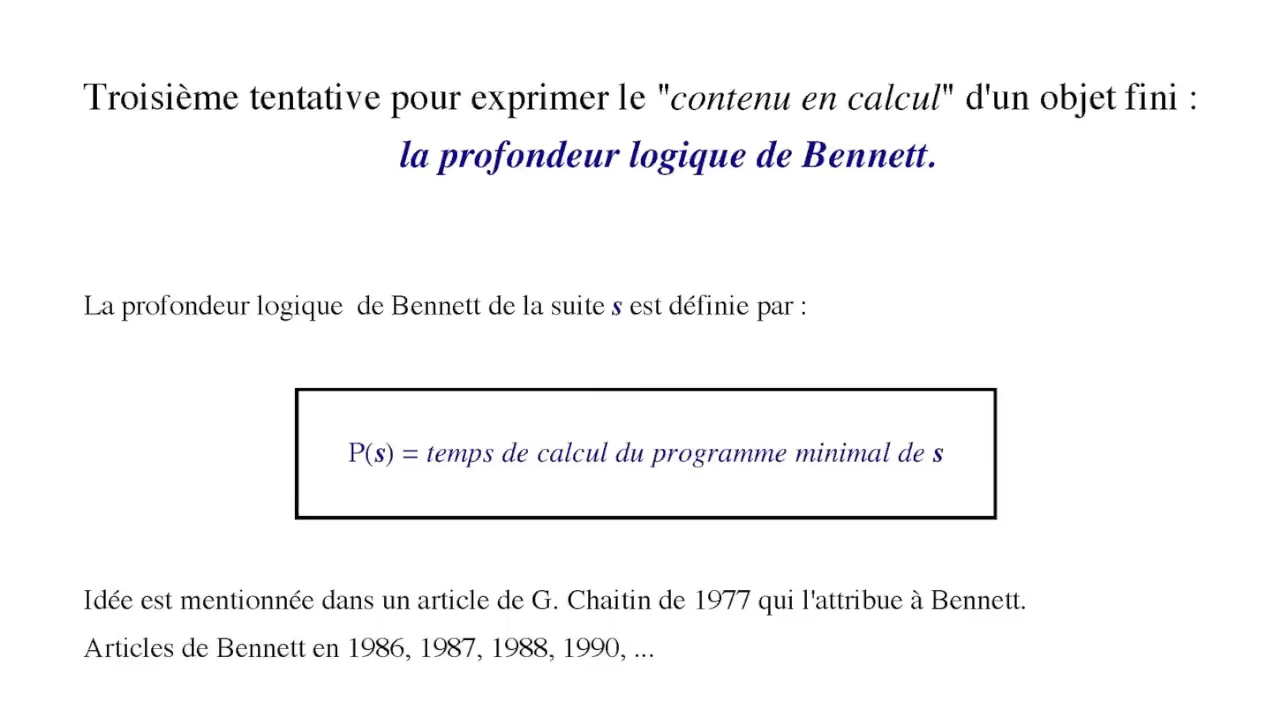 Troisième tentative pour exprimer le "contenu en calcul" d'un objet fini :
la profondeur logique de Bennett.
La profondeur logique de Bennett de la suite s est définie par :
P(s) = temps de calcul du programme minimal de s
Idée est mentionnée dans un article de G. Chaitin de 1977 qui l'attribue à Bennett.
Articles de Bennett en 1986, 1987, 1988, 1990, ...